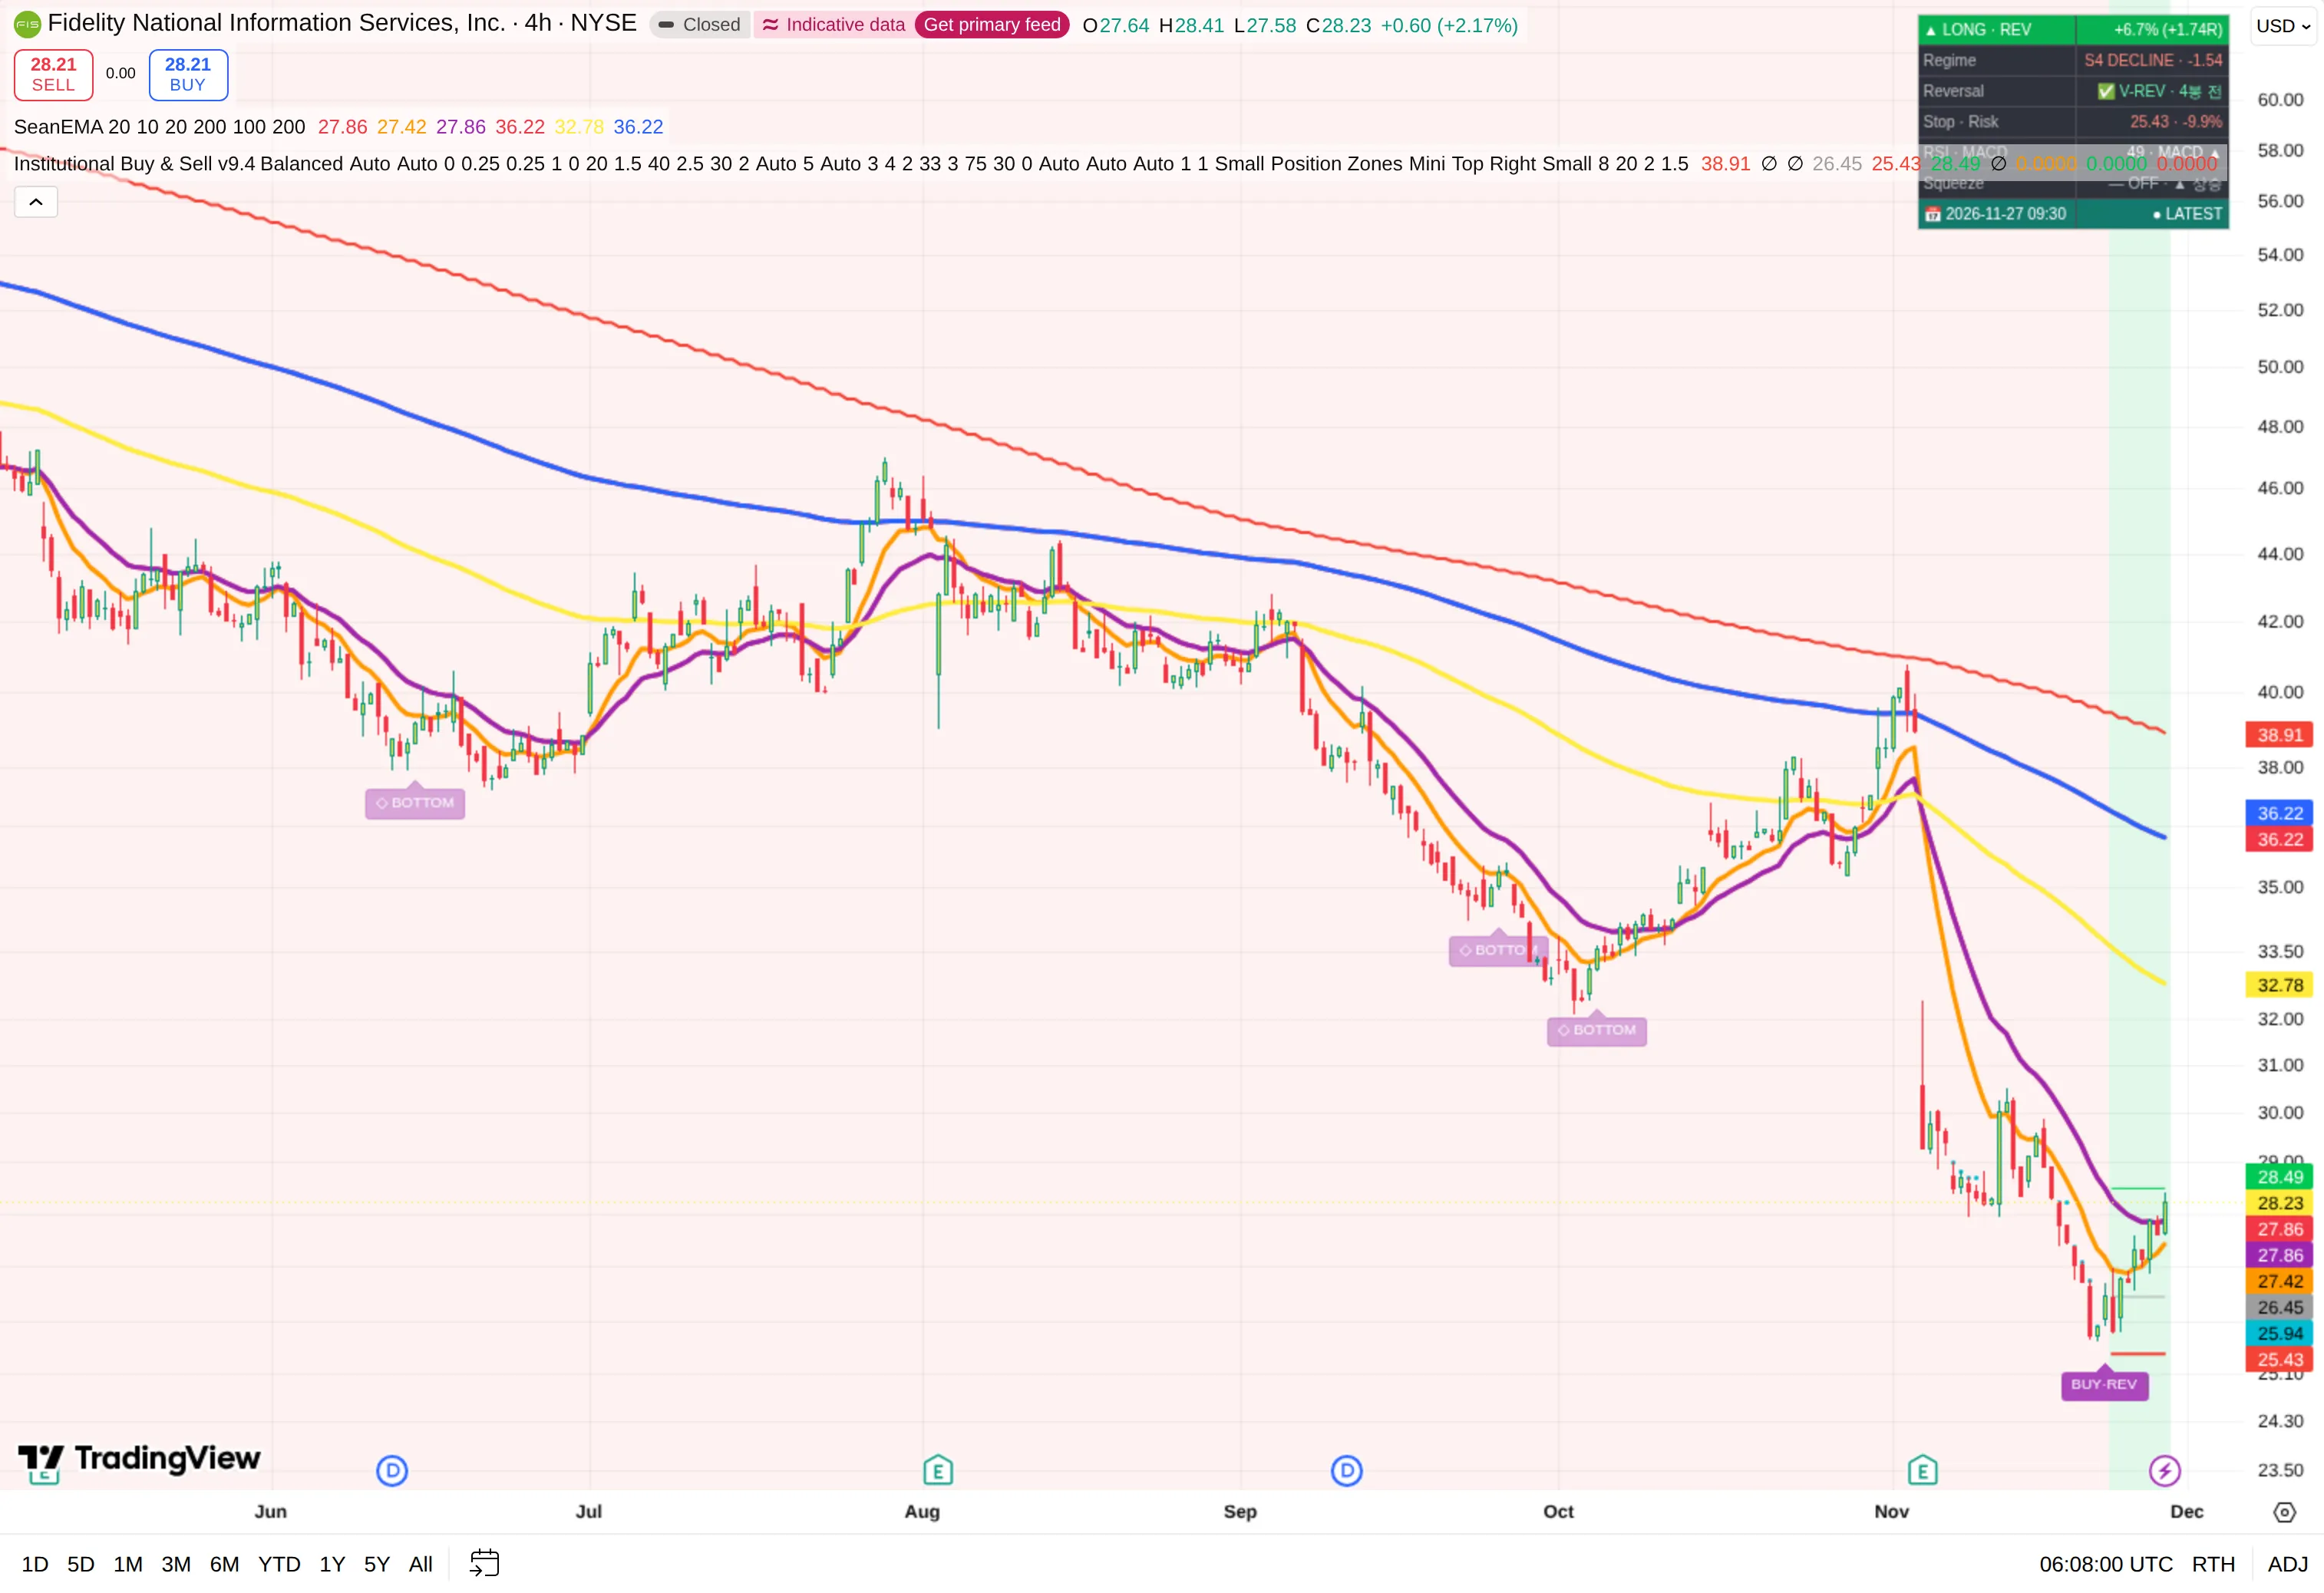 FIS Fidelity National Information Services, Inc. · 4h · NYSE Closed Indicative data Get primary feed O27.64 H28.41 L27.58 C28.23 +0.60 (+2.17%)
28.21 SELL 0.00 28.21 BUY
SeanEMA 20 10 20 200 100 200 27.86 27.42 27.86 36.22 32.78 36.22
Institutional Buy & Sell v9.4 Balanced Auto Auto 0 0.25 0.25 1 0 20 1.5 40 2.5 30 2 Auto 5 Auto 3 4 2 33 3 75 30 0 Auto Auto Auto 1 1 Small Position Zones Mini Top Right Small 8 20 2 1.5 38.91 ∅ ∅ 26.45 25.43 28.49 ∅ 0.0000 0.0000 0.0000
▲ LONG · REV +6.7% (+1.74R)
Regime S4 DECLINE · -1.54
Reversal ✅ V-REV · 4봉 전
Stop · Risk 25.43 · -9.9%
RSI · MACD 49 · MACD ▲
Squeeze — OFF · ▲ 상승
📅 2026-11-27 09:30 ● LATEST
USD
60.00
58.00
56.00
54.00
52.00
50.00
48.00
46.00
44.00
42.00
40.00
38.91
38.00
36.22
36.22
35.00
33.50
32.78
32.00
31.00
30.00
29.00
28.49
28.23
27.86
27.86
27.42
26.45
25.94
25.43
25.10
24.30
23.50
◇ BOTTOM
◇ BOTTOM
◇ BOTTOM
BUY·REV
TradingView
E D E D E
Jun Jul Aug Sep Oct Nov Dec
1D 5D 1M 3M 6M YTD 1Y 5Y All 06:08:00 UTC RTH ADJ